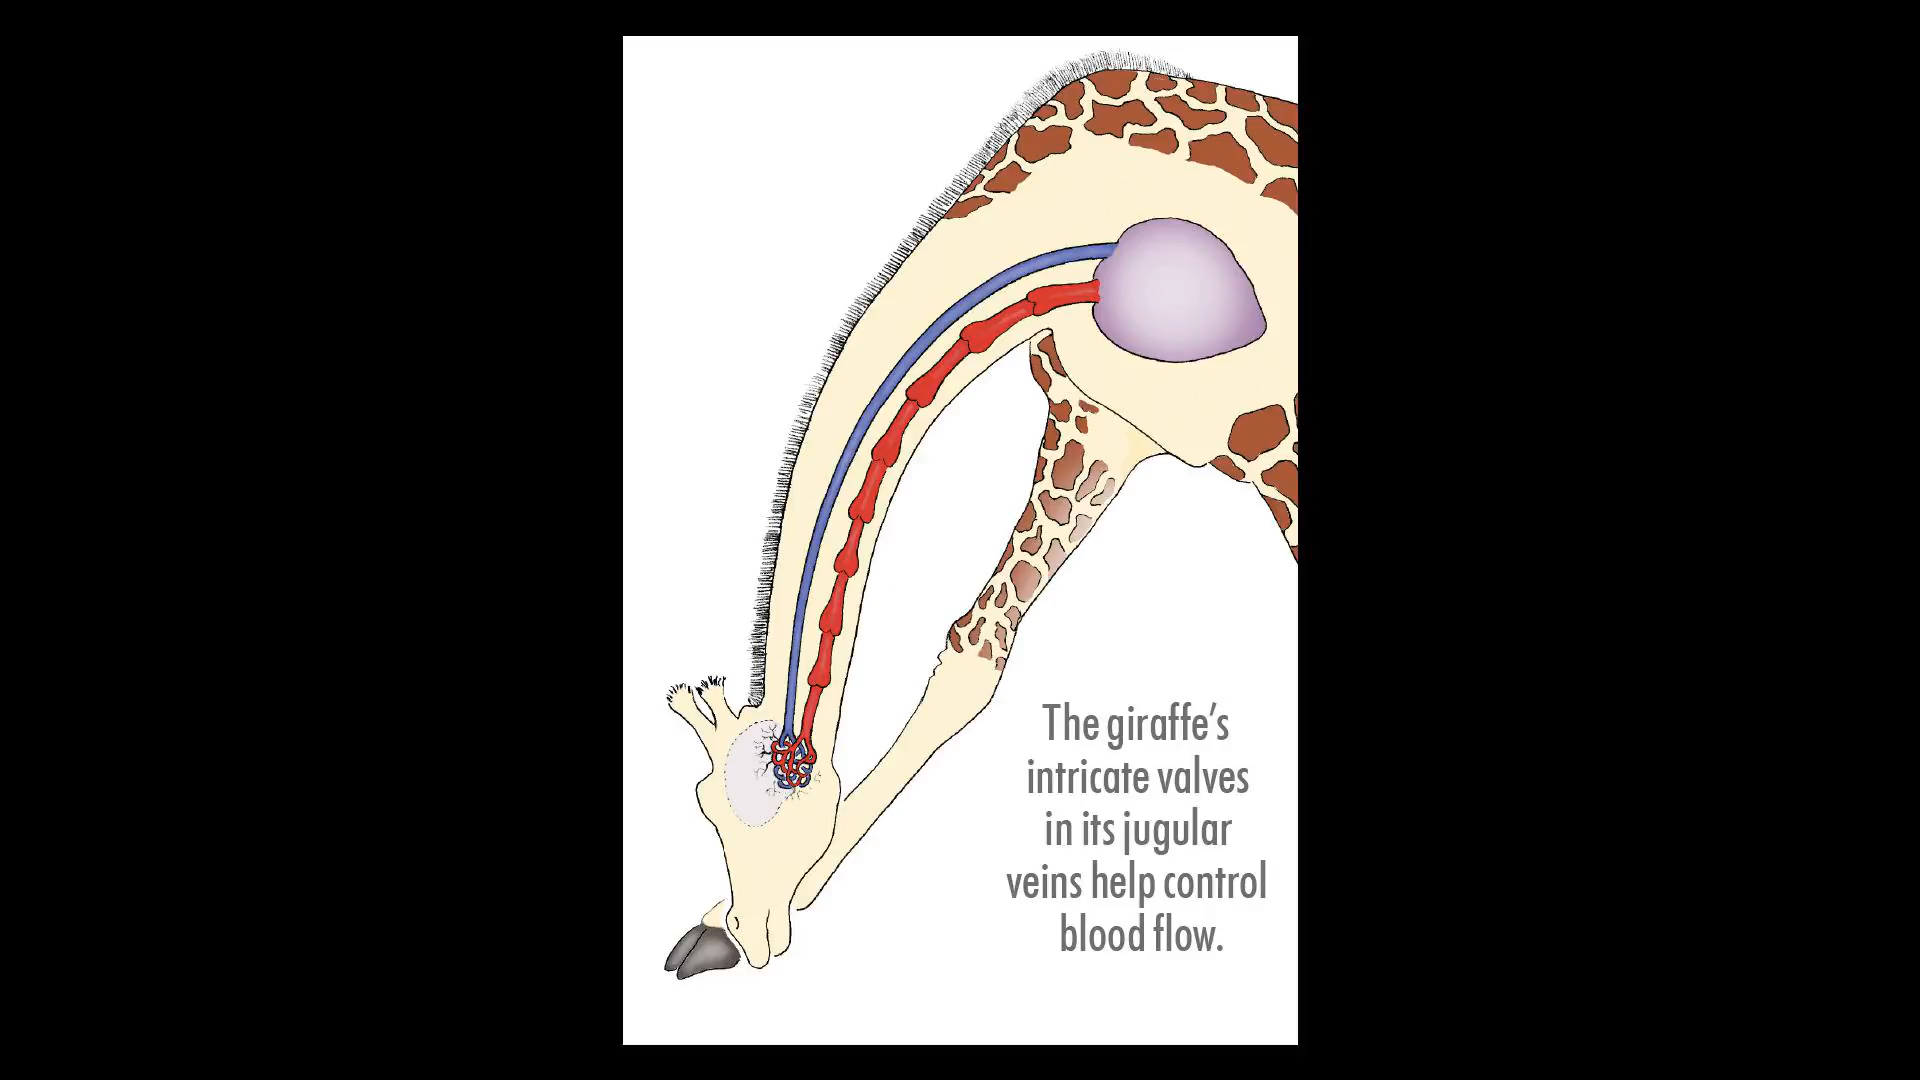 The giraffe’s
intricate valves
in its jugular
veins help control
blood flow.